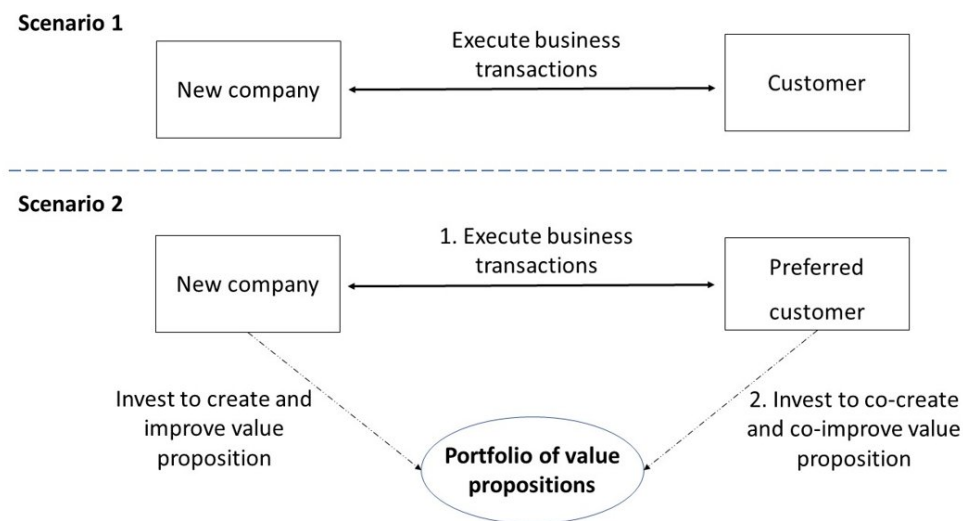 Scenario 1
Execute business
transactions
New company
Customer
Scenario 2
1. Execute business
transactions
New company
Preferred
customer
Invest to create and
improve value
proposition
2. Invest to co-create
and co-improve value
proposition
Portfolio of value
propositions